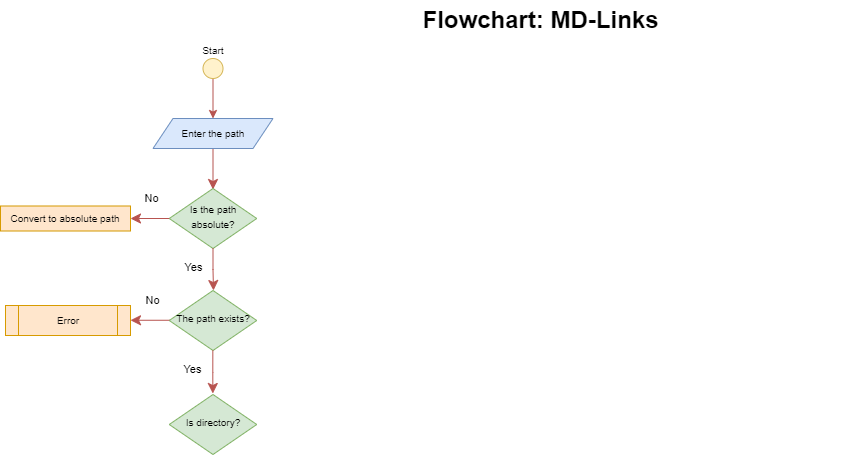 Flowchart: MD-Links
Start
Enter the path
No
Is the path
absolute?
Convert to absolute path
Yes
No
The path exists?
Error
Yes
Is directory?